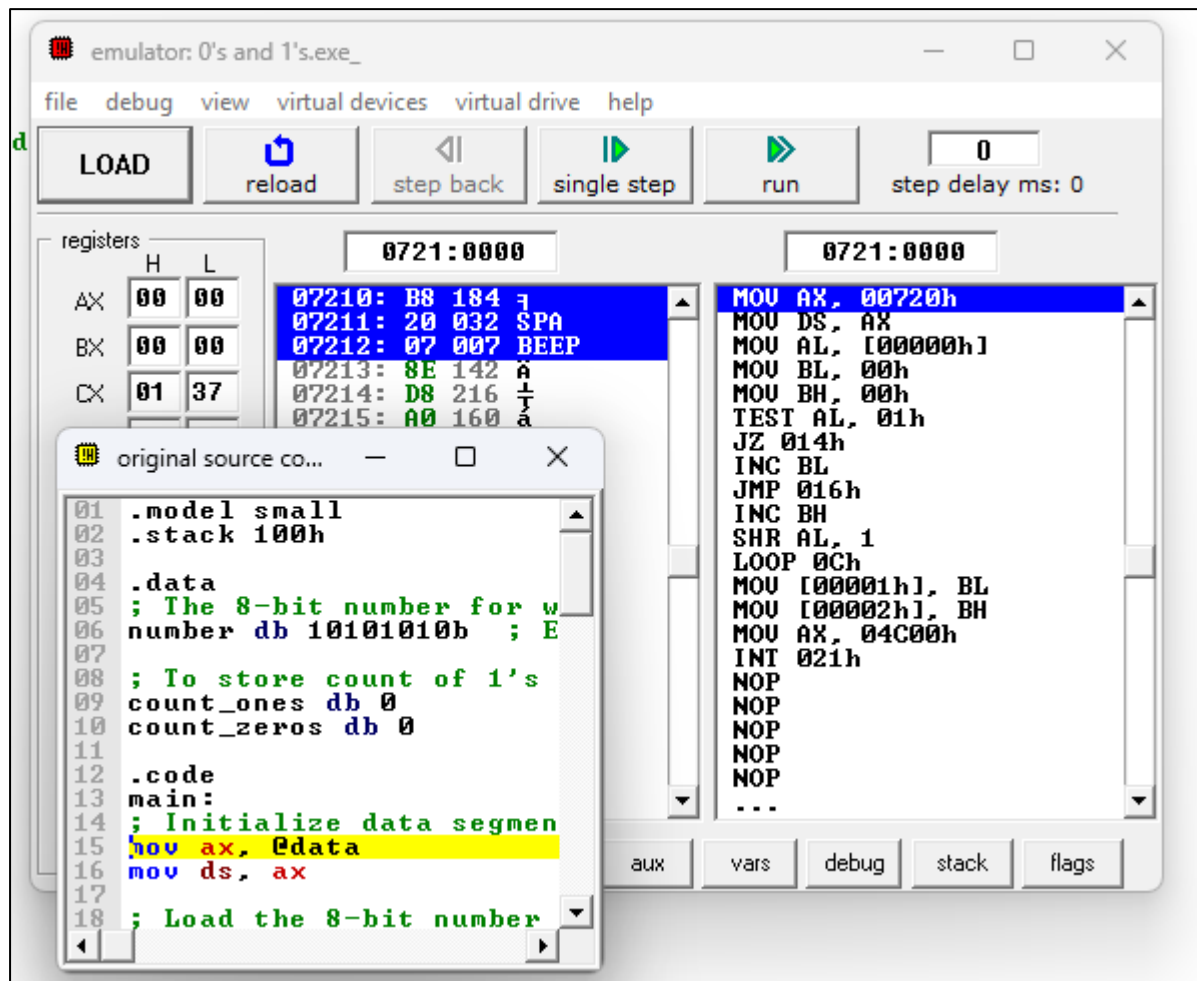 emulator: 0's and 1's.exe_
file debug view virtual devices virtual drive help
d
LOAD
reload
step back
single step
run
0
step delay ms: 0
registers
H L
AX 00 00
BX 00 00
CX 01 37
0721:0000
07210: B8 184 ╕
07211: 20 032 SPA
07212: 07 007 BEEP
07213: 8E 142 Ä
07214: D8 216 ╪
07215: A0 160 á
0721:0000
MOV AX, 00720h
MOV DS, AX
MOV AL, [00000h]
MOV BL, 00h
MOV BH, 00h
TEST AL, 01h
JZ 014h
INC BL
JMP 016h
INC BH
SHR AL, 1
LOOP 0Ch
MOV [00001h], BL
MOV [00002h], BH
MOV AX, 04C00h
INT 021h
NOP
NOP
NOP
NOP
NOP
...
original source co...
01 .model small
02 .stack 100h
03
04 .data
05 ; The 8-bit number for w
06 number db 10101010b ; E
07
08 ; To store count of 1's
09 count_ones db 0
10 count_zeros db 0
11
12 .code
13 main:
14 ; Initialize data segmen
15 mov ax, @data
16 mov ds, ax
17
18 ; Load the 8-bit number
aux
vars
debug
stack
flags